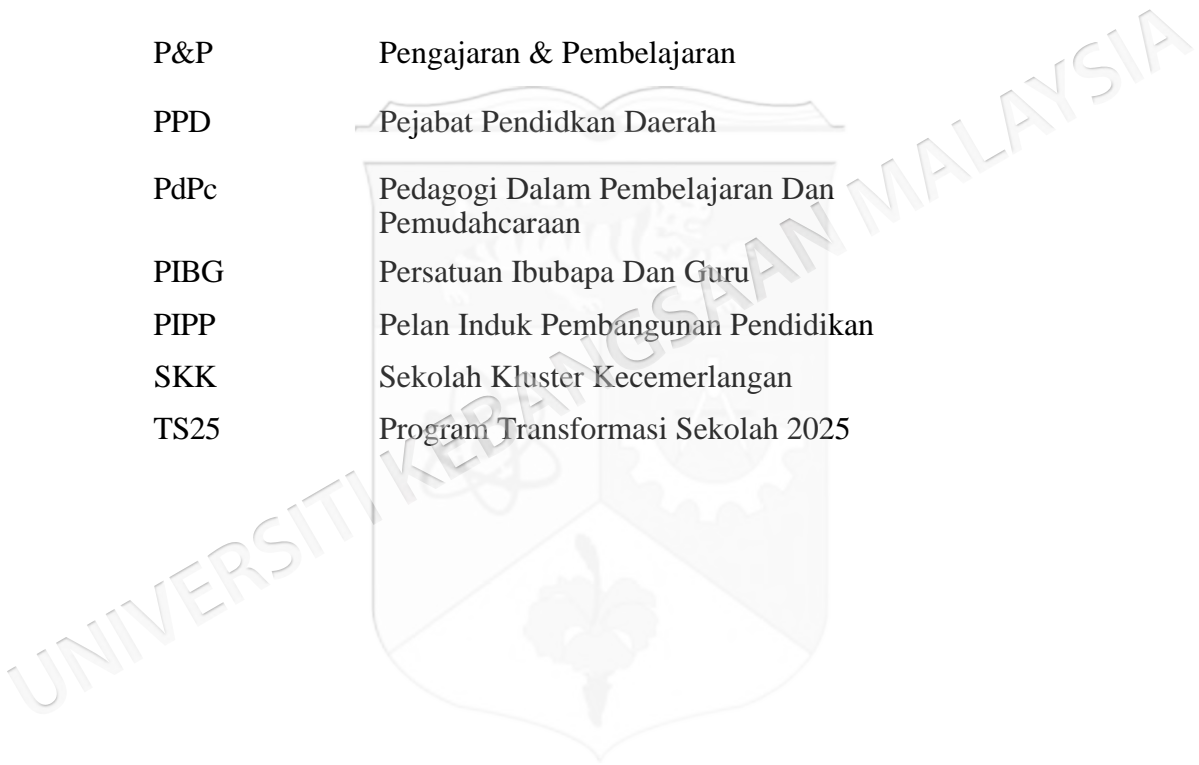 P&P Pengajaran & Pembelajaran
PPD Pejabat Pendidkan Daerah
PdPc Pedagogi Dalam Pembelajaran Dan
Pemudahcaraan
PIBG Persatuan Ibubapa Dan Guru
PIPP Pelan Induk Pembangunan Pendidikan
SKK Sekolah Kluster Kecemerlangan
TS25 Program Transformasi Sekolah 2025
UNIVERSITI KEBANGSAAN MALAYSIA